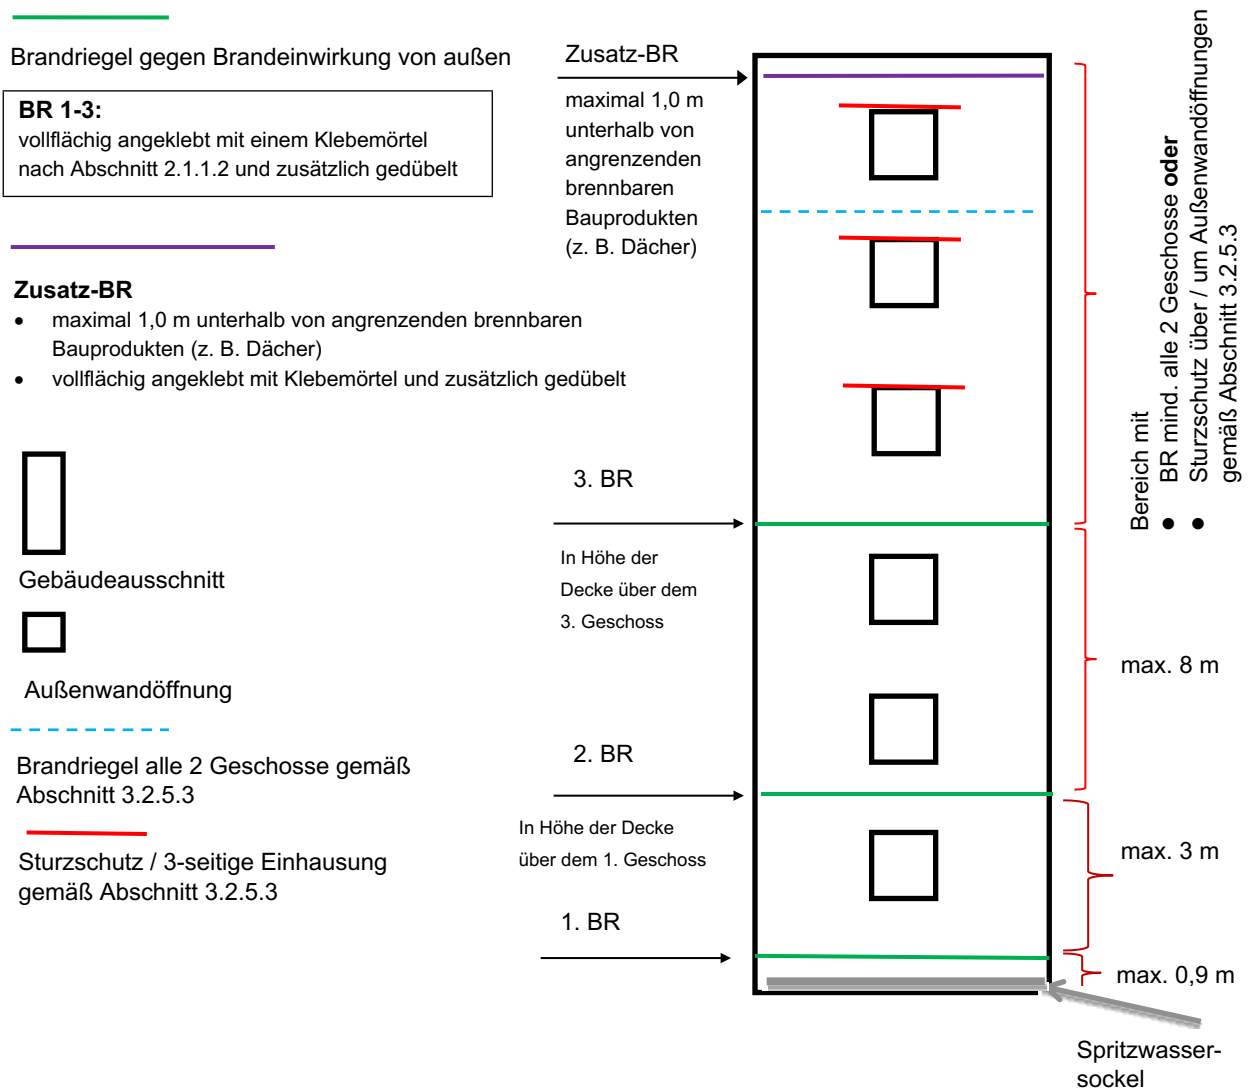 Brandriegel gegen Brandeinwirkung von außen
BR 1-3:
vollflächig angeklebt mit einem Klebemörtel
nach Abschnitt 2.1.1.2 und zusätzlich gedübelt
Zusatz-BR
• maximal 1,0 m unterhalb von angrenzenden brennbaren
Bauprodukten (z. B. Dächer)
• vollflächig angeklebt mit Klebemörtel und zusätzlich gedübelt
Gebäudeausschnitt
Außenwandöffnung
Brandriegel alle 2 Geschosse gemäß
Abschnitt 3.2.5.3
Sturzschutz / 3-seitige Einhausung
gemäß Abschnitt 3.2.5.3
Zusatz-BR
maximal 1,0 m
unterhalb von
angrenzenden
brennbaren
Bauprodukten
(z. B. Dächer)
3. BR
In Höhe der
Decke über dem
3. Geschoss
2. BR
In Höhe der Decke
über dem 1. Geschoss
1. BR
Bereich mit
• BR mind. alle 2 Geschosse oder
• Sturzschutz über / um Außenwandöffnungen
gemäß Abschnitt 3.2.5.3
max. 8 m
max. 3 m
max. 0,9 m
Spritzwasser-
sockel